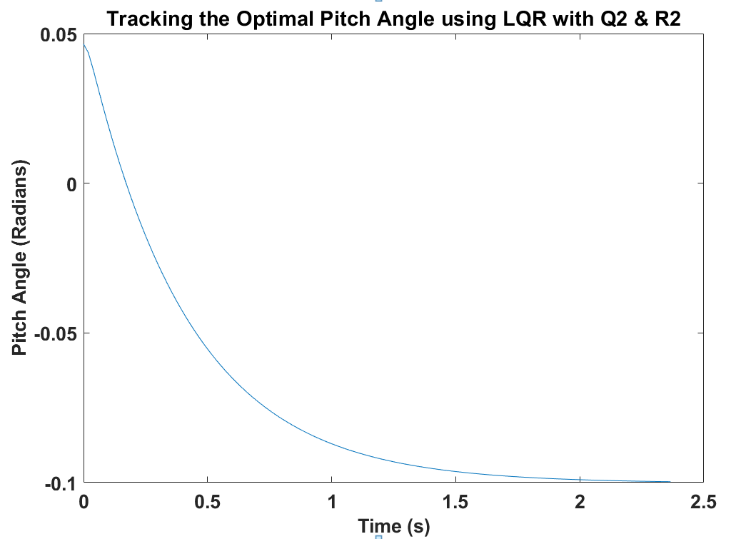 Tracking the Optimal Pitch Angle using LQR with Q2 & R2
0.05
0
-0.05
-0.1
Pitch Angle (Radians)
0 0.5 1 1.5 2 2.5
Time (s)